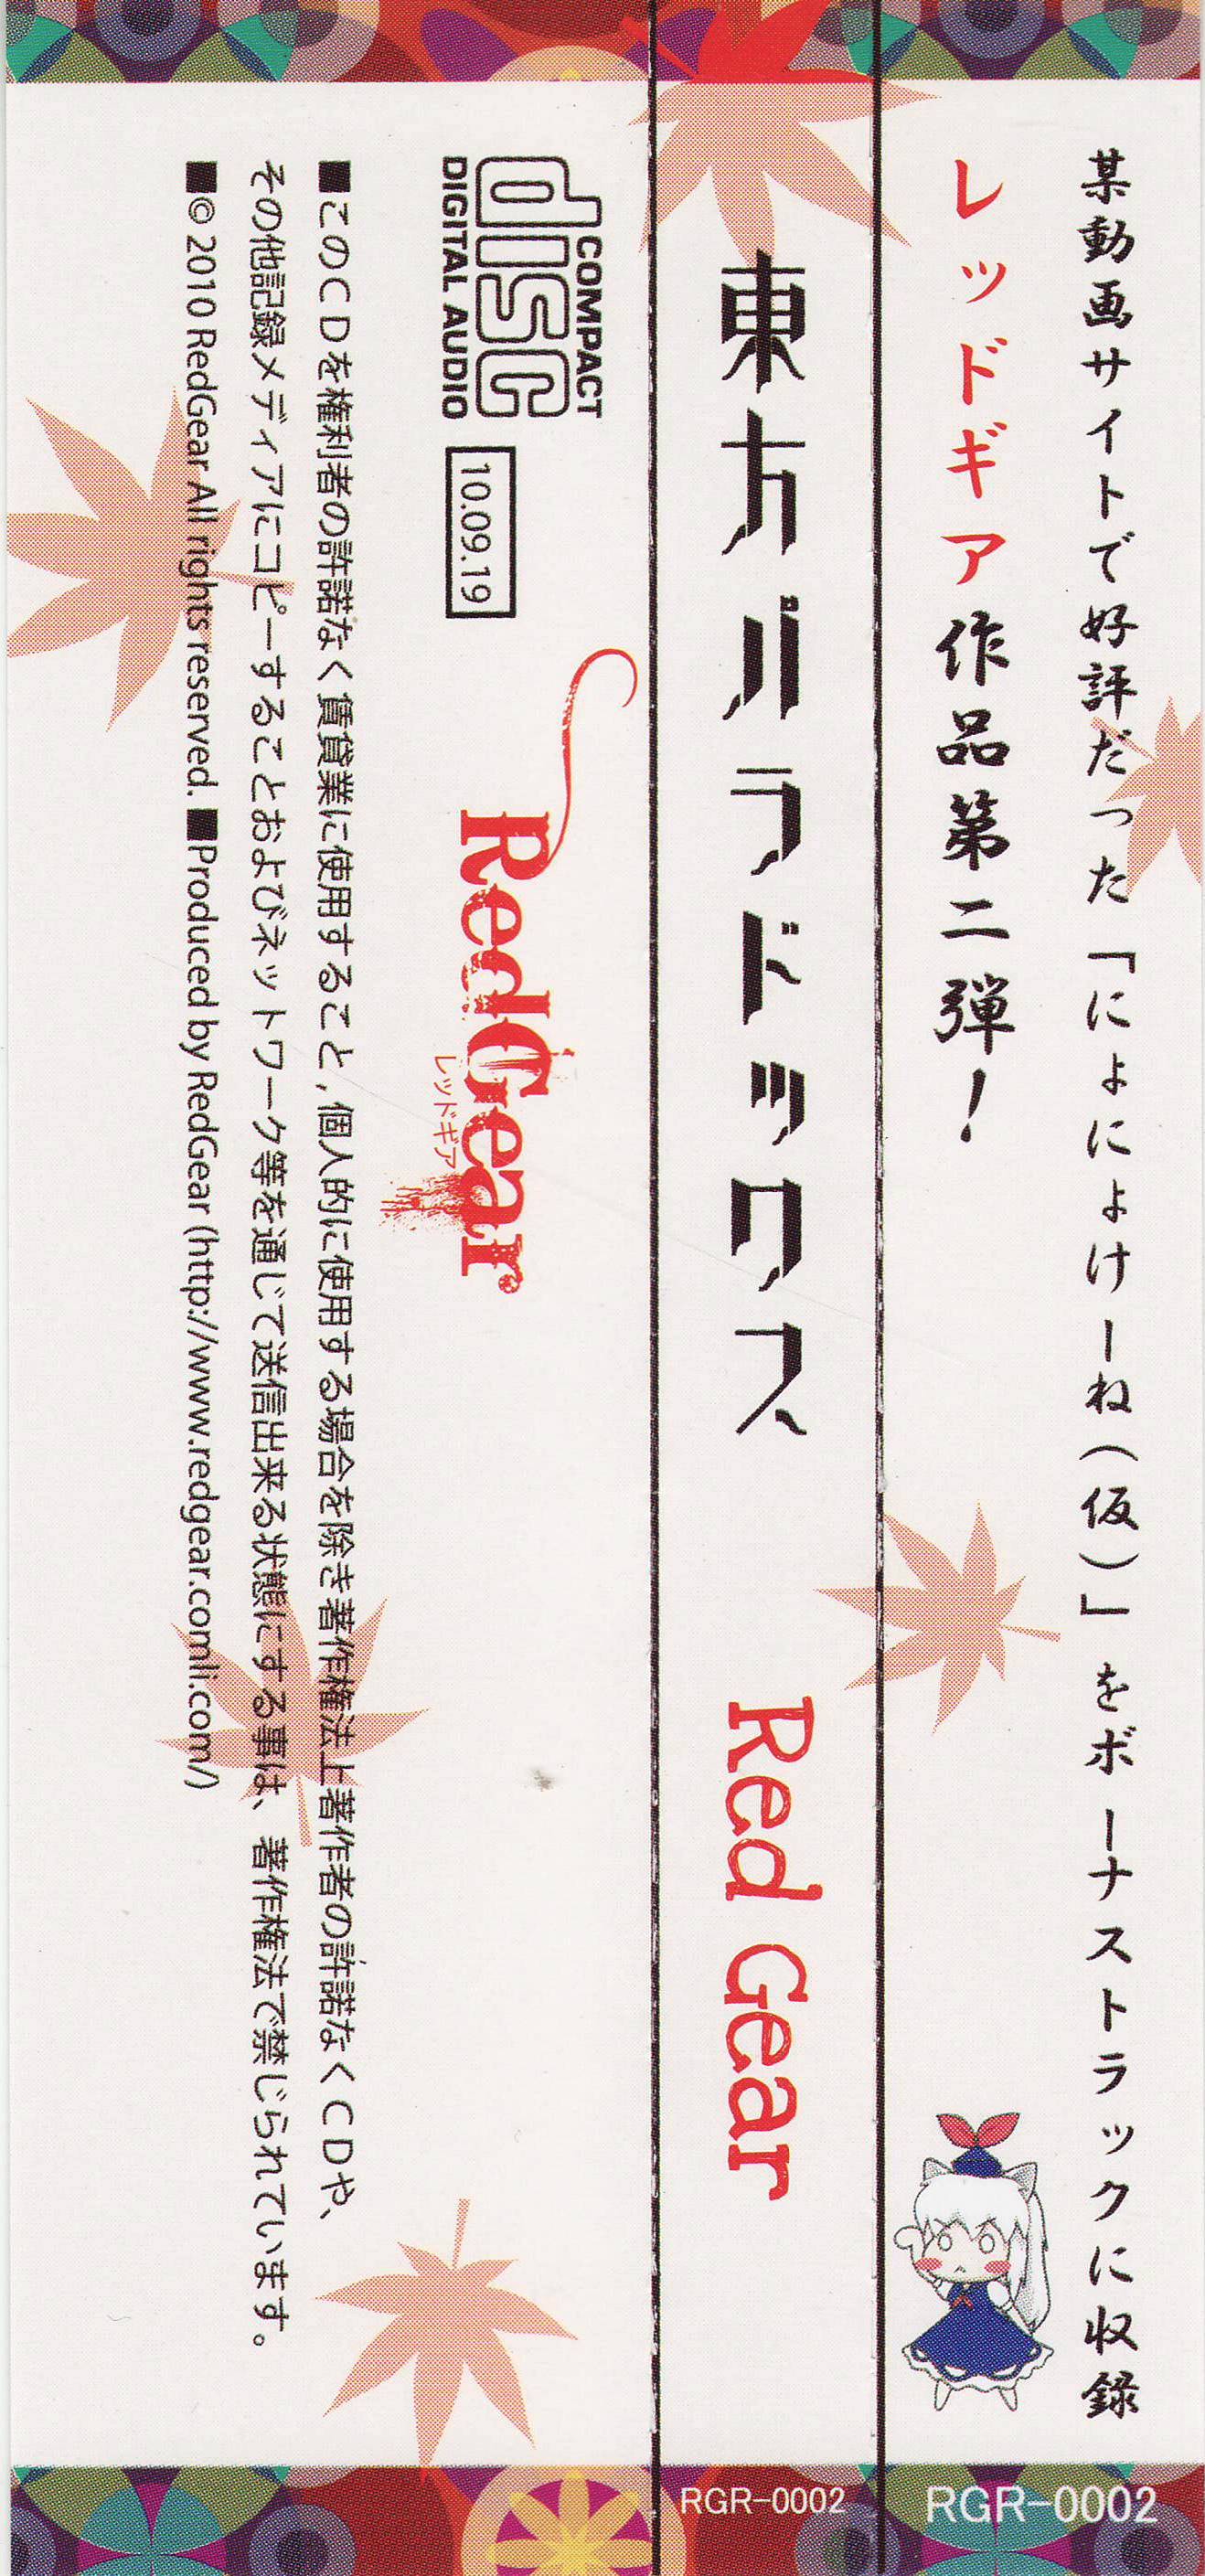 某動画サイトで好評だった「にょにょけーね(仮)」をボーナストラックに収録
レッドギア作品第二弾!
RGR-0002
東方パラドックス
Red Gear
RGR-0002
COMPACT
disc
DIGITAL AUDIO
10.09.19
RedGear
レッドギア
■このCDを権利者の許諾なく賃貸業に使用すること, 個人的に使用する場合を除き著作権法上著作者の許諾なくCDや、
その他記録メディアにコピーすることおよびネットワーク等を通じて送信出来る状態にする事は、著作権法で禁じられています。
■© 2010 RedGear All rights reserved. ■Produced by RedGear (http://www.redgear.comli.com/)